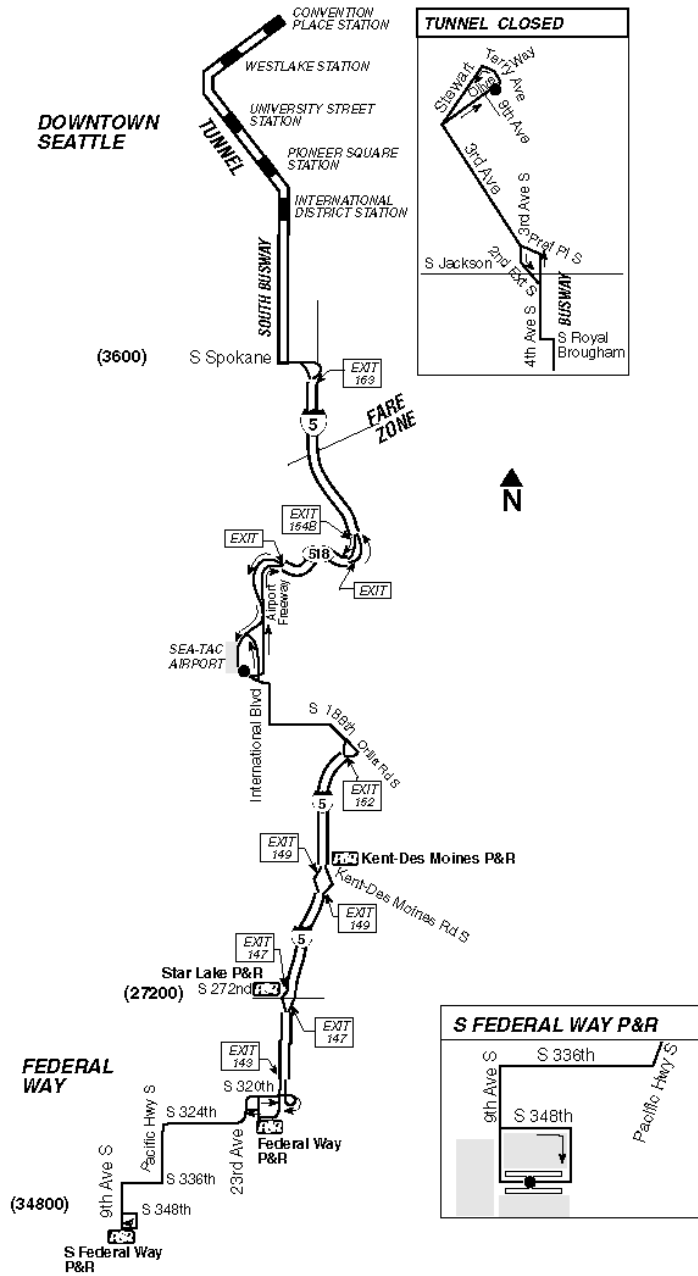 CONVENTION
PLACE STATION
WESTLAKE STATION
UNIVERSITY STREET
STATION
DOWNTOWN
SEATTLE
TUNNEL
PIONEER SQUARE
STATION
INTERNATIONAL
DISTRICT STATION
SOUTH BUSWAY
(3600)
S Spokane
EXIT
163
5
FARE
ZONE
TUNNEL CLOSED
Terry Ave
Way
Olive
Stewart
9th Ave
3rd Ave
3rd Ave S
Pref Pl S
2nd Ext S
S Jackson
BUSWAY
4th Ave S
S Royal
Brougham
N
EXIT
154B
EXIT
518
EXIT
Airport
Freeway
SEA-TAC
AIRPORT
International Blvd
S 188th
Orillia Rd S
EXIT
152
5
EXIT
149
P&R Kent-Des Moines P&R
Kent-Des Moines Rd S
EXIT
149
5
EXIT
147
Star Lake P&R
(27200)
S 272nd P&R
EXIT
147
FEDERAL
WAY
EXIT
143
S 320th
Pacific Hwy S
S 324th
23rd Ave
P&R
Federal Way
P&R
9th Ave S
S 336th
(34800)
S 348th
P&R
S Federal Way
P&R
S FEDERAL WAY P&R
9th Ave S
S 336th
Pacific Hwy S
S 348th